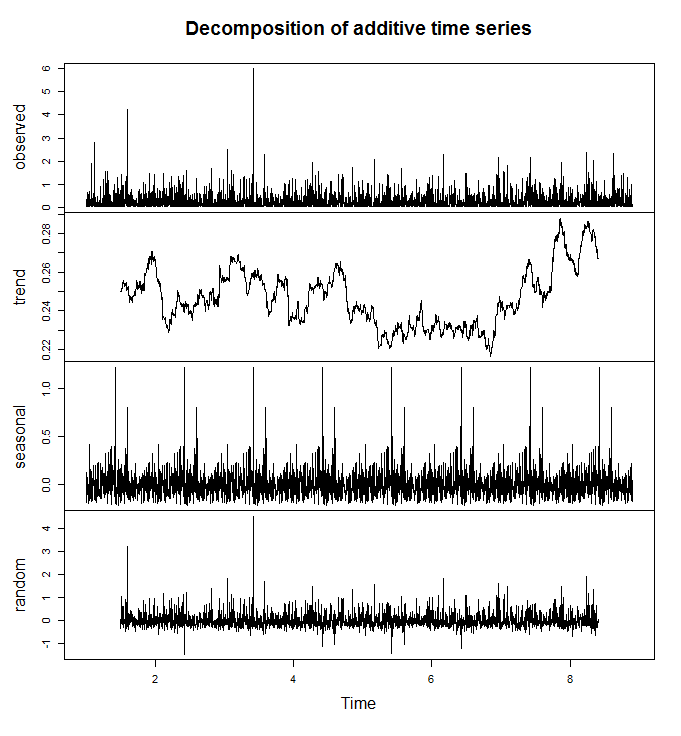 Decomposition of additive time series
observed
0 1 2 3 4 5 6
trend
0.22 0.24 0.26 0.28
seasonal
0.0 0.5 1.0
random
-1 0 1 2 3 4
2 4 6 8
Time